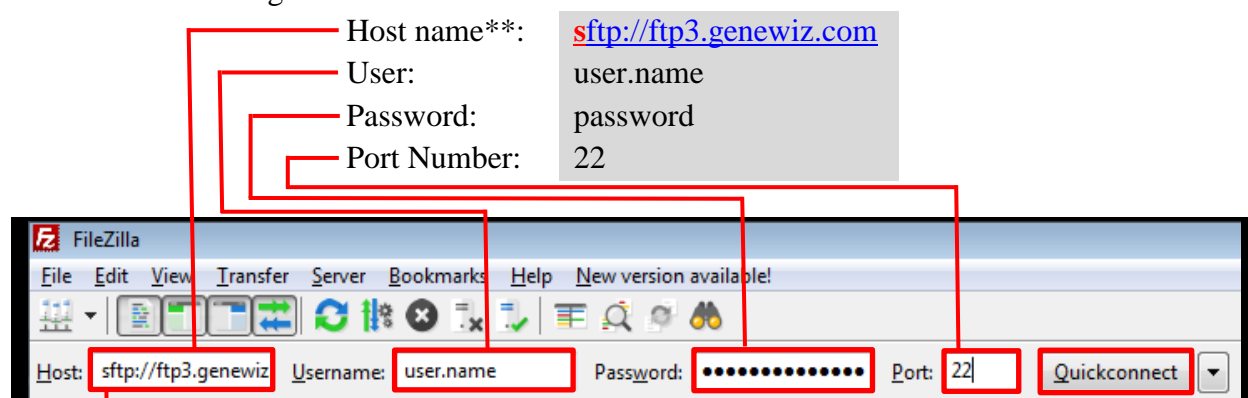 Host name**: sftp://ftp3.genewiz.com
User: user.name
Password: password
Port Number: 22
FileZilla
File Edit View Transfer Server Bookmarks Help New version available!
Host: sftp://ftp3.genewiz Username: user.name Password: ●●●●●●●●●●●●●● Port: 22 Quickconnect